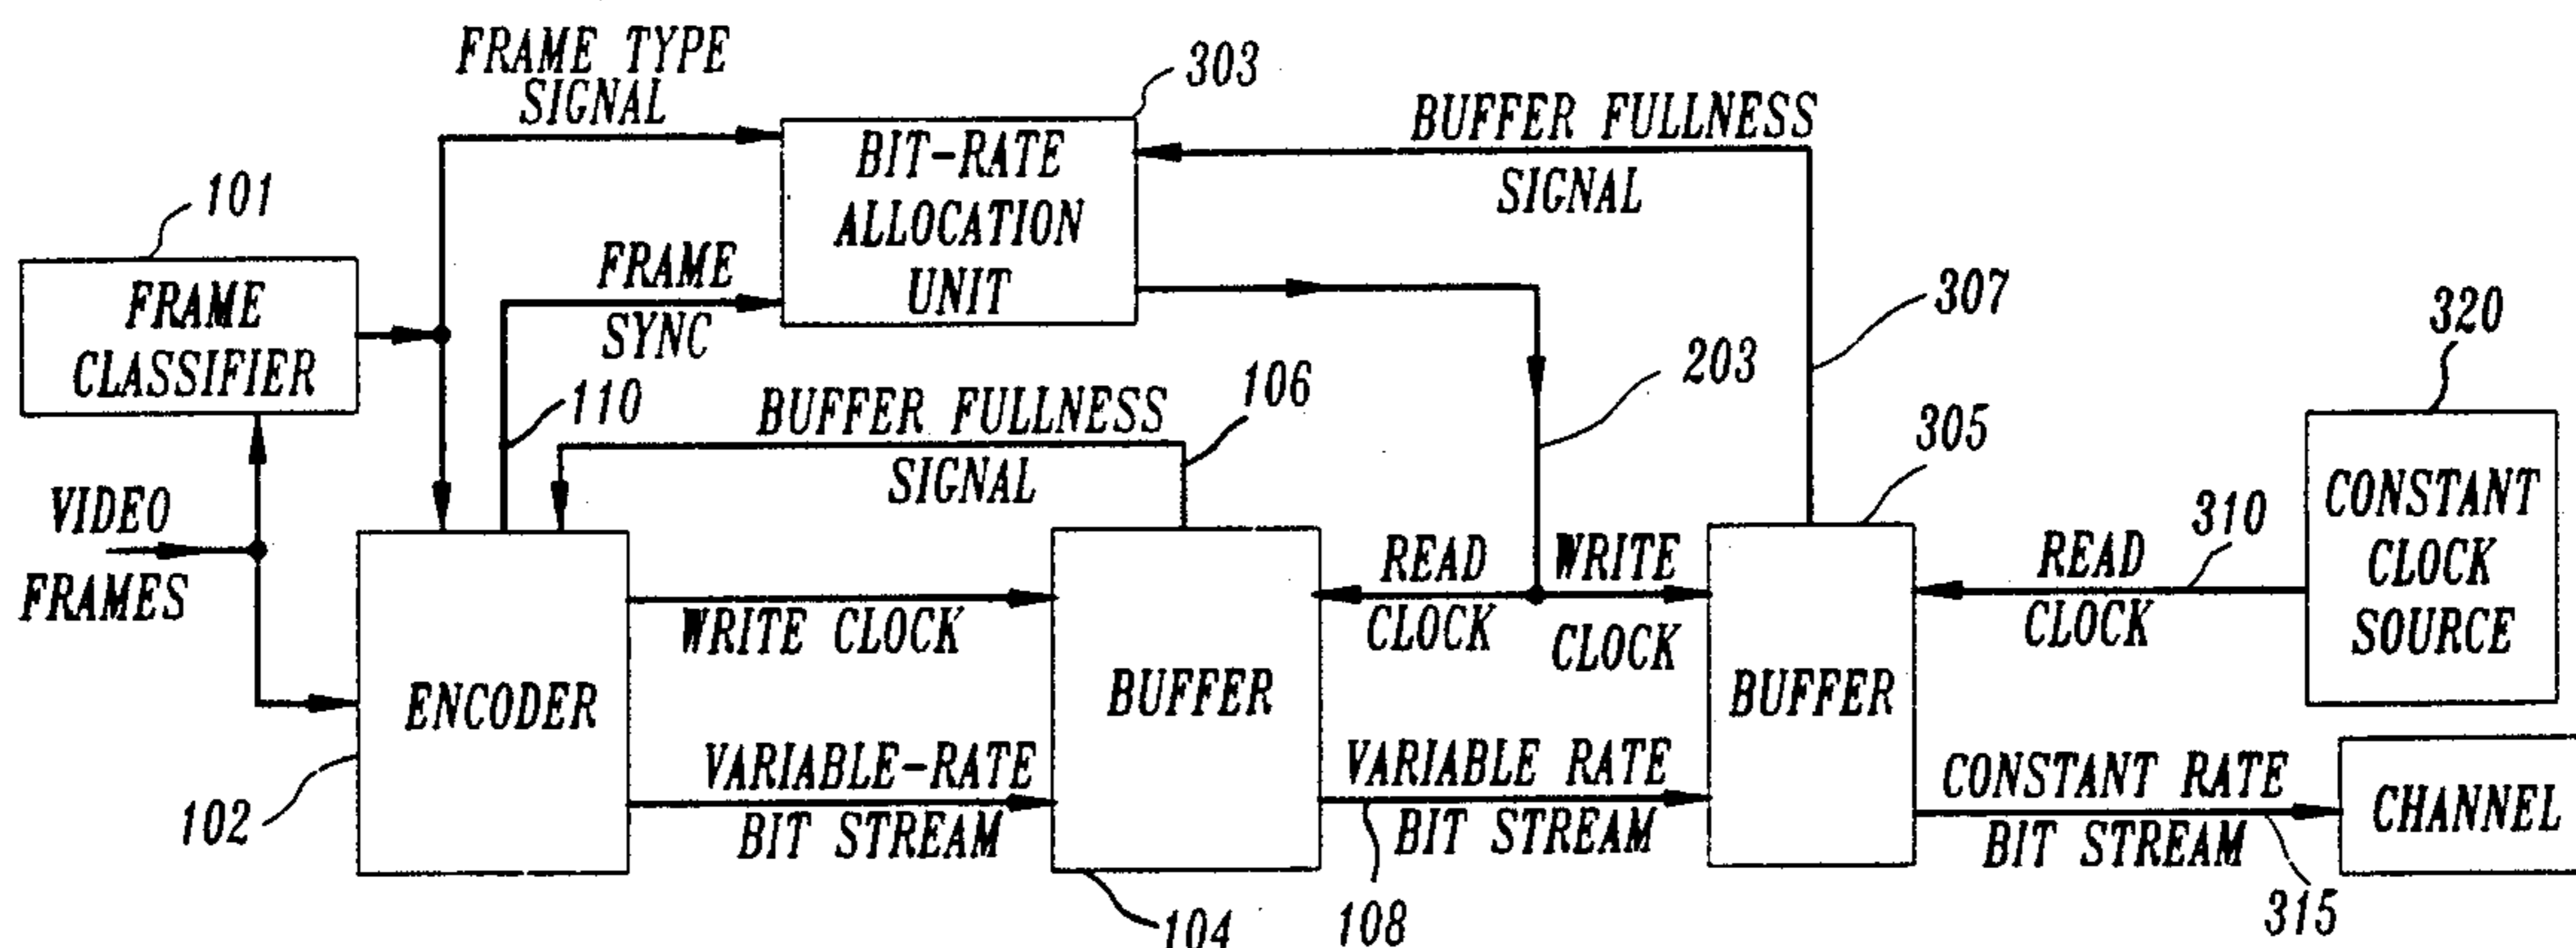 FRAME TYPE
SIGNAL
303
BIT-RATE
ALLOCATION
UNIT
BUFFER FULLNESS
SIGNAL
101
FRAME
CLASSIFIER
FRAME
SYNC
110
307
320
203
BUFFER FULLNESS
SIGNAL
106
305
VIDEO
FRAMES
CONSTANT
CLOCK
SOURCE
READ
CLOCK
WRITE
CLOCK
READ
CLOCK
310
WRITE CLOCK
ENCODER
BUFFER
BUFFER
102
VARIABLE-RATE
BIT STREAM
VARIABLE RATE
BIT STREAM
CONSTANT RATE
BIT STREAM
CHANNEL
104
108
315